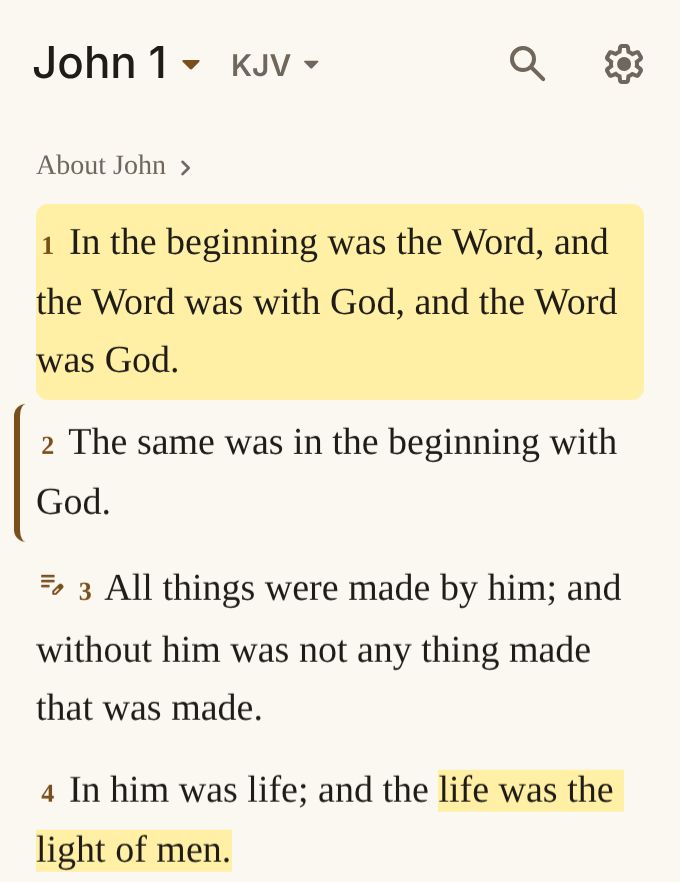 John 1 KJV
About John
1 In the beginning was the Word, and
the Word was with God, and the Word
was God.
2 The same was in the beginning with
God.
3 All things were made by him; and
without him was not any thing made
that was made.
4 In him was life; and the life was the
light of men.